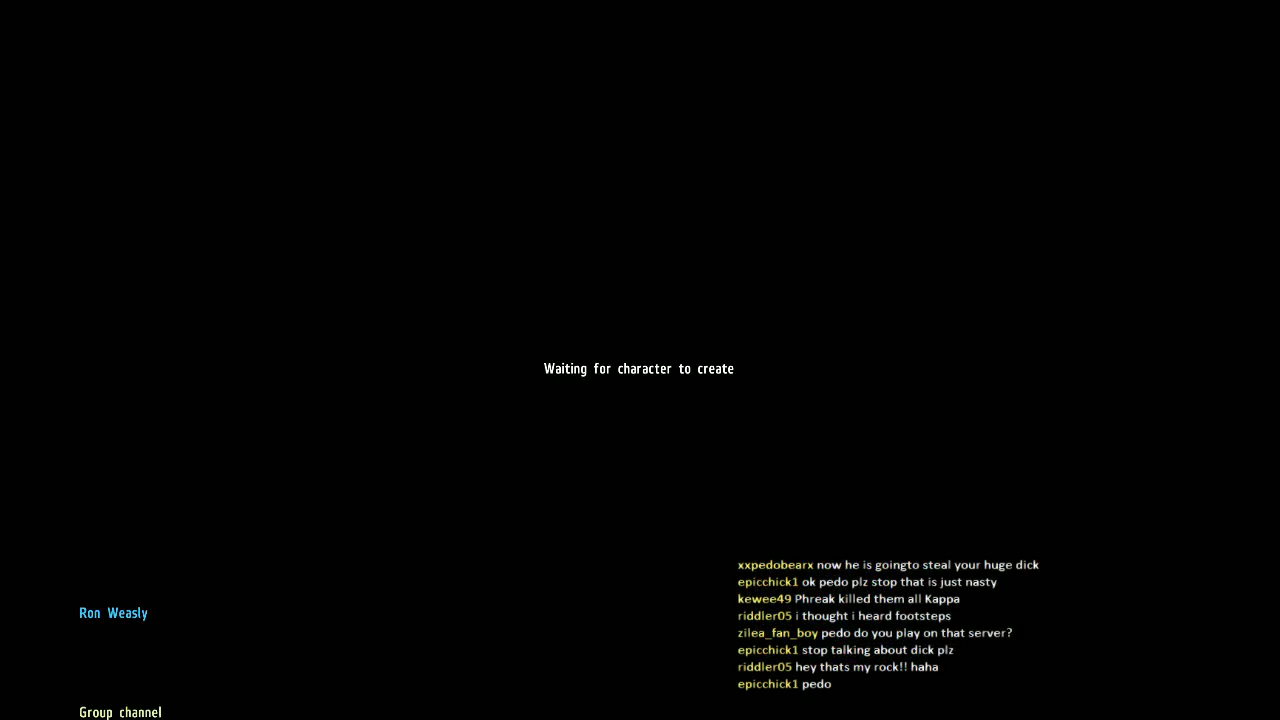 Waiting for character to create
xxpedobearx now he is goingto steal your huge dick
epicchick1 ok pedo plz stop that is just nasty
kewee49 Phreak killed them all Kappa
Ron Weasly
riddler05 i thought i heard footsteps
zilea_fan_boy pedo do you play on that server?
epicchick1 stop talking about dick plz
riddler05 hey thats my rock!! haha
epicchick1 pedo
Group channel